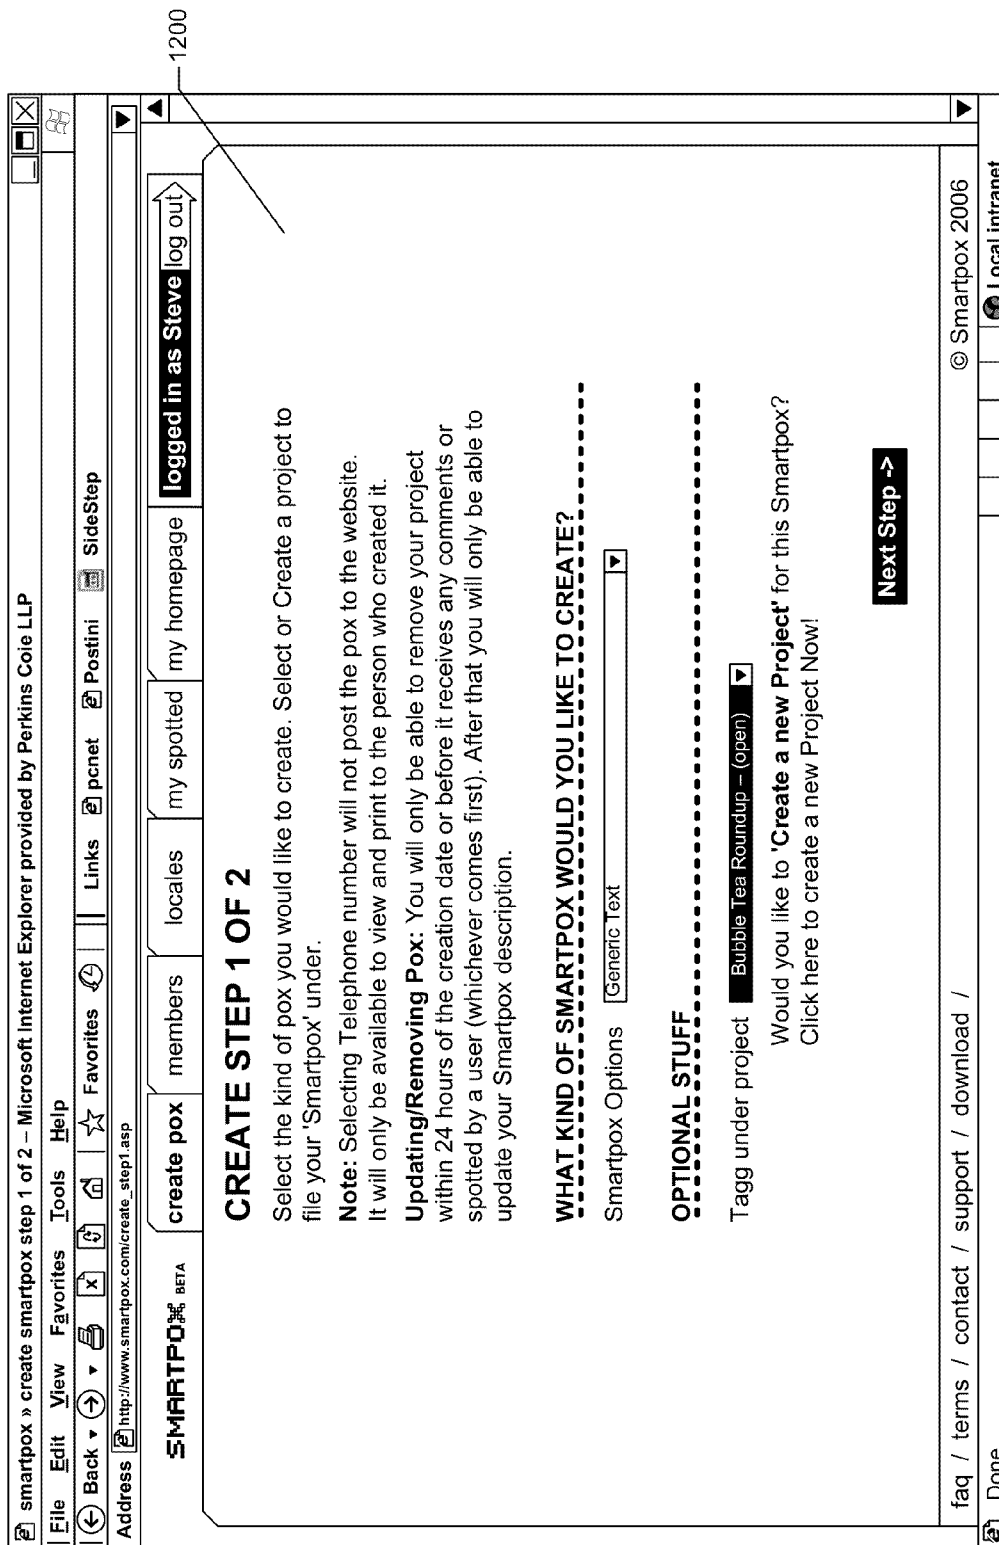 smartpox » create smartpox step 1 of 2 – Microsoft Internet Explorer provided by Perkins Coie LLP
File Edit View Favorites Tools Help
Back Favorites Links pcnet Postini SideStep
Address http://www.smartpox.com/create_step1.asp
SMARTPOX BETA create pox members locales my spotted my homepage logged in as Steve log out
1200
CREATE STEP 1 OF 2
Select the kind of pox you would like to create. Select or Create a project to
file your 'Smartpox' under.
Note: Selecting Telephone number will not post the pox to the website.
It will only be available to view and print to the person who created it.
Updating/Removing Pox: You will only be able to remove your project
within 24 hours of the creation date or before it receives any comments or
spotted by a user (whichever comes first). After that you will only be able to
update your Smartpox description.
WHAT KIND OF SMARTPOX WOULD YOU LIKE TO CREATE?
Smartpox Options Generic Text
OPTIONAL STUFF
Tagg under project Bubble Tea Roundup – (open)
Would you like to 'Create a new Project' for this Smartpox?
Click here to create a new Project Now!
Next Step ->
faq / terms / contact / support / download / © Smartpox 2006
Done Local intranet